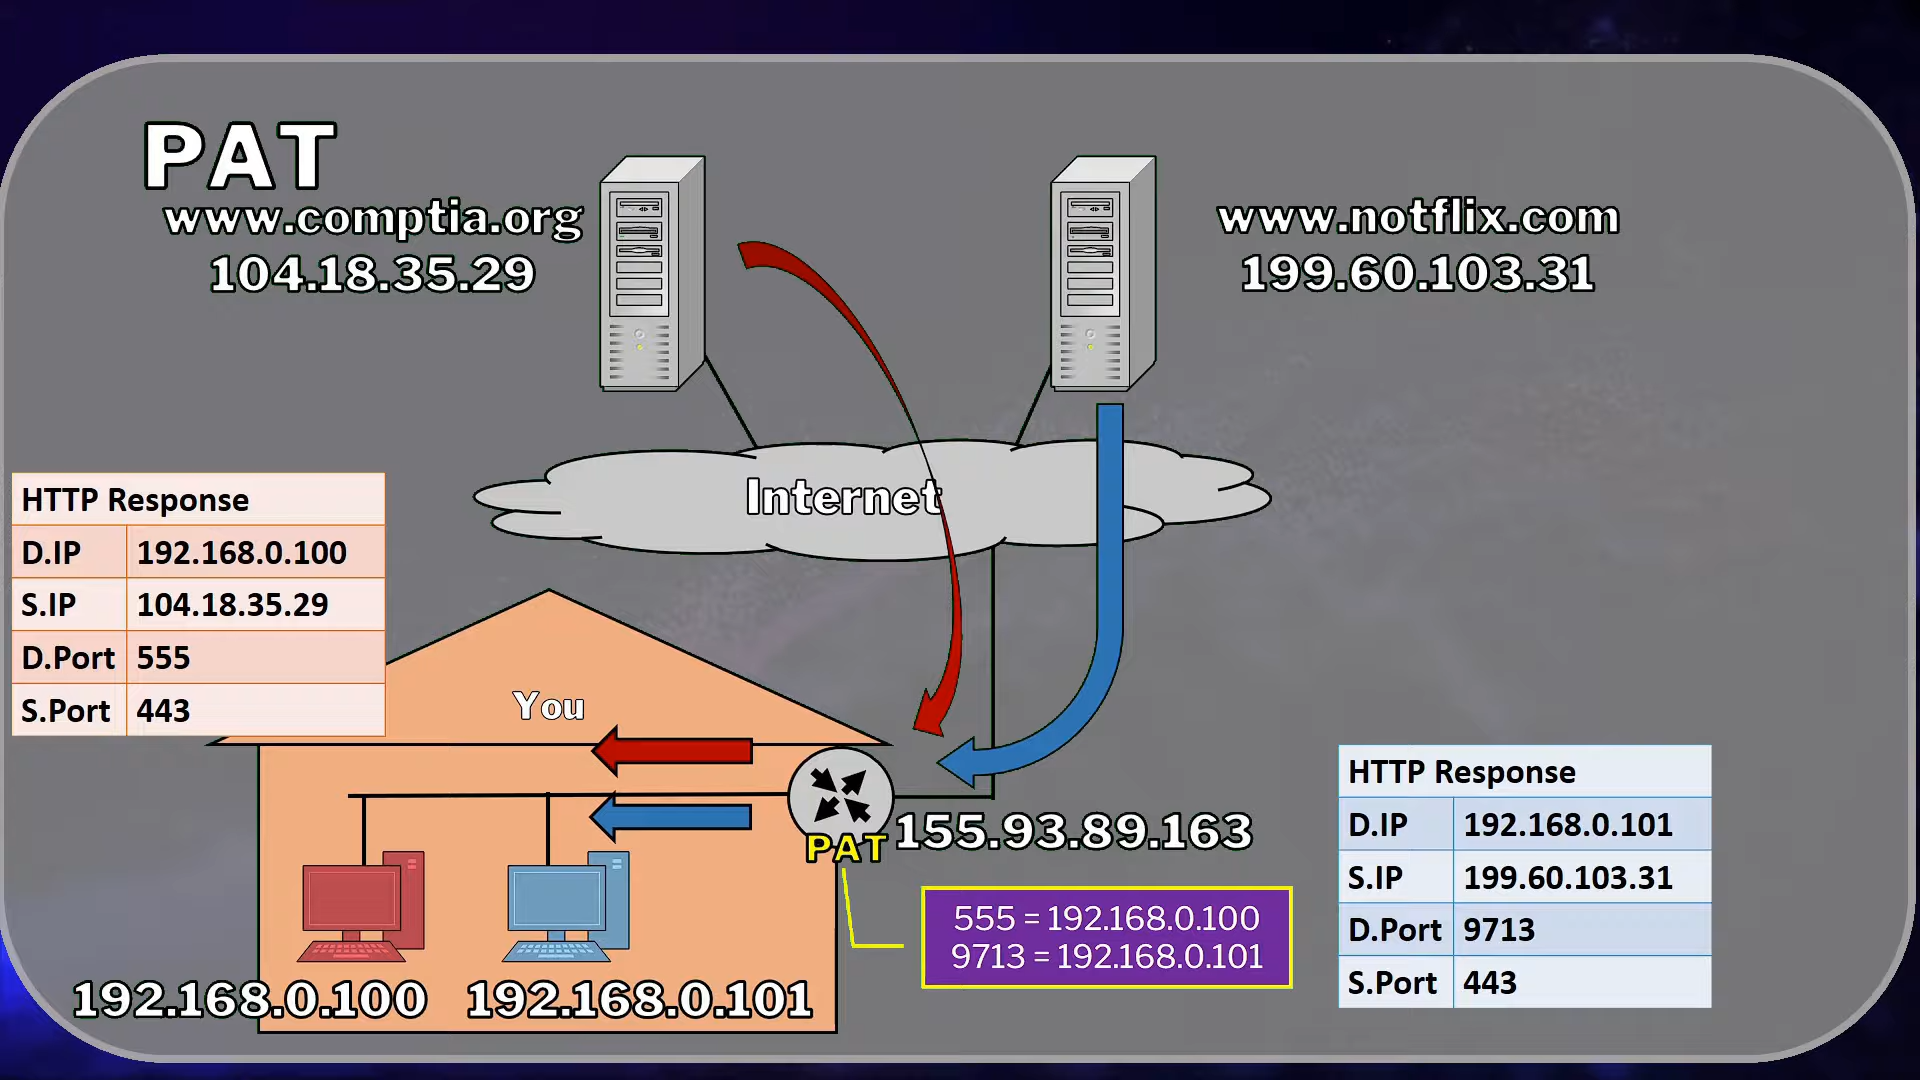 PAT
www.comptia.org
104.18.35.29
www.notflix.com
199.60.103.31
Internet
HTTP Response
D.IP 192.168.0.100
S.IP 104.18.35.29
D.Port 555
S.Port 443
You
PAT
155.93.89.163
555 = 192.168.0.100
9713 = 192.168.0.101
192.168.0.100
192.168.0.101
HTTP Response
D.IP 192.168.0.101
S.IP 199.60.103.31
D.Port 9713
S.Port 443